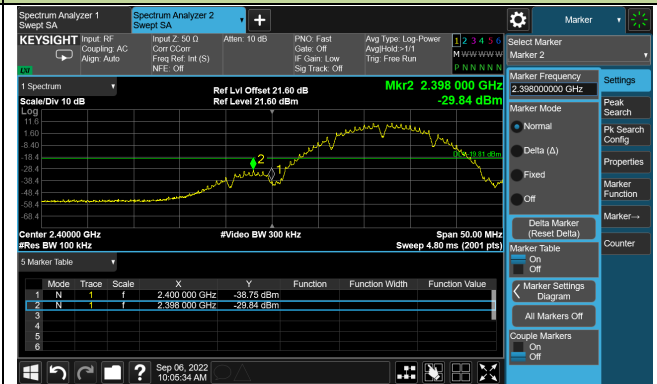 Spectrum Analyzer 1
Swept SA
Spectrum Analyzer 2
Swept SA
Marker
KEYSIGHT
Input: RF
Coupling: AC
Align: Auto
Input Z: 50 Ω
Corr CCorr
Freq Ref: Int (S)
NFE: Off
Atten: 10 dB
PNO: Fast
Gate: Off
IF Gain: Low
Sig Track: Off
Avg Type: Log-Power
Avg|Hold:>1/1
Trig: Free Run
1 2 3 4 5 6
M W W W W W
P N N N N N
LXI
Select Marker
Marker 2
1 Spectrum
Scale/Div 10 dB
Ref Lvl Offset 21.60 dB
Ref Level 21.60 dBm
Mkr2 2.398 000 GHz
-29.84 dBm
Log
11.6
1.60
-8.40
-18.4
-28.4
-38.4
-48.4
-58.4
-68.4
2
1
DL1 -19.81 dBm
Center 2.40000 GHz
#Res BW 100 kHz
#Video BW 300 kHz
Span 50.00 MHz
Sweep 4.80 ms (2001 pts)
5 Marker Table
Mode Trace Scale X Y Function Function Width Function Value
1 N 1 f 2.400 000 GHz -38.75 dBm
2 N 1 f 2.398 000 GHz -29.84 dBm
3
4
5
6
Marker Frequency
2.398000000 GHz
Marker Mode
Normal
Delta (Δ)
Fixed
Off
Delta Marker
(Reset Delta)
Marker Table
On
Off
Marker Settings
Diagram
All Markers Off
Couple Markers
On
Off
Settings
Peak
Search
Pk Search
Config
Properties
Marker
Function
Marker→
Counter
?
Sep 06, 2022
10:05:34 AM